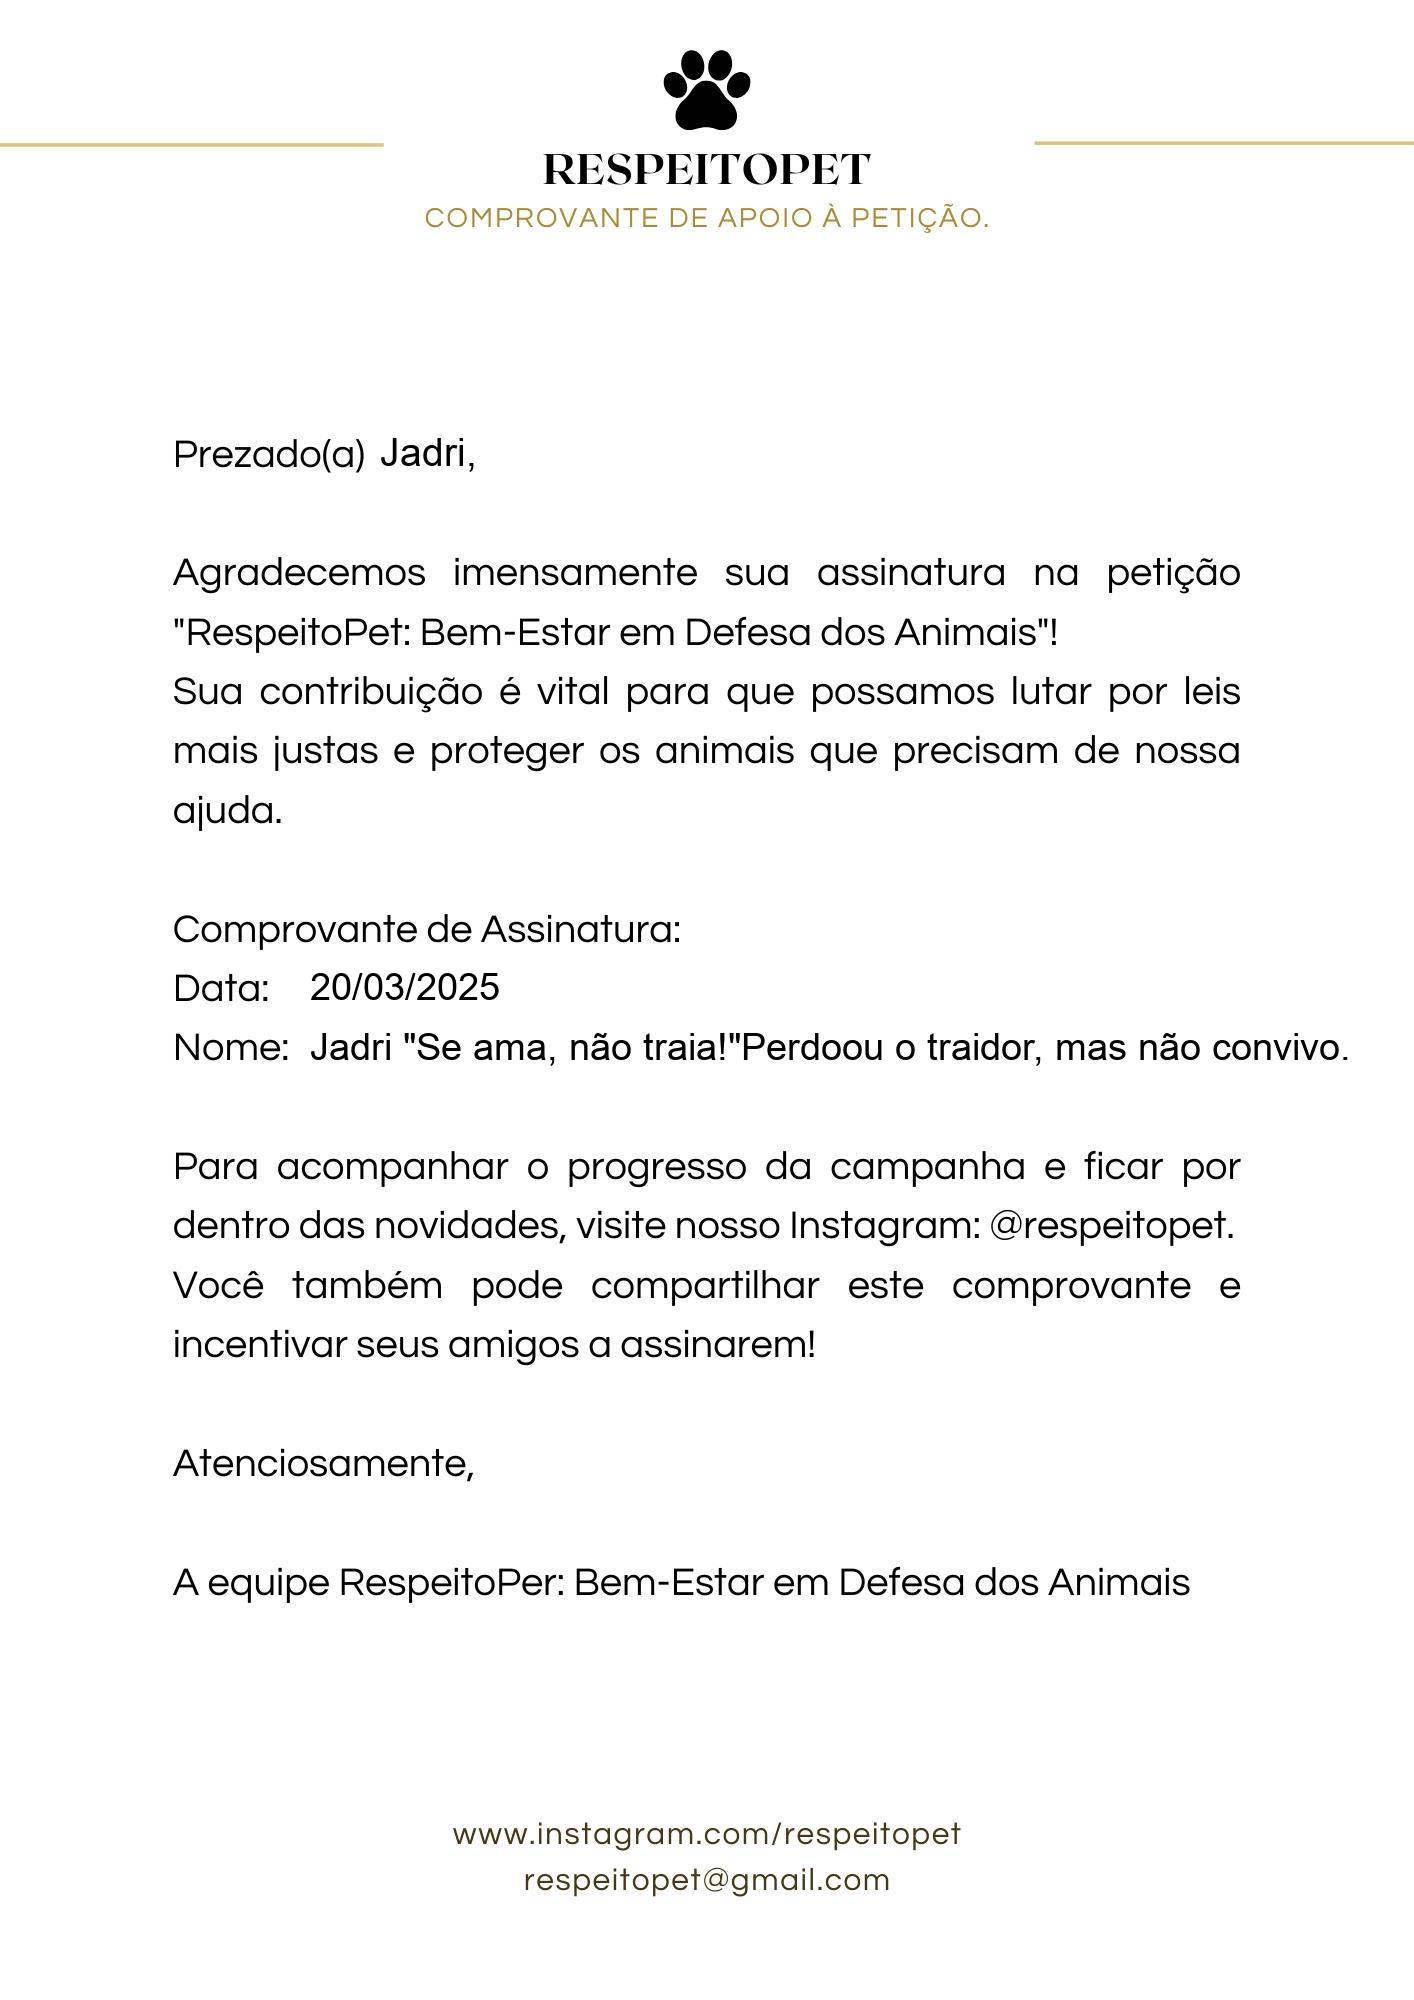 RESPEITOPET
COMPROVANTE DE APOIO À PETIÇÃO.
Prezado(a) Jadri,
Agradecemos imensamente sua assinatura na petição
"RespeitoPet: Bem-Estar em Defesa dos Animais"!
Sua contribuição é vital para que possamos lutar por leis
mais justas e proteger os animais que precisam de nossa
ajuda.
Comprovante de Assinatura:
Data: 20/03/2025
Nome: Jadri "Se ama, não traia!"Perdoou o traidor, mas não convivo.
Para acompanhar o progresso da campanha e ficar por
dentro das novidades, visite nosso Instagram: @respeitopet.
Você também pode compartilhar este comprovante e
incentivar seus amigos a assinarem!
Atenciosamente,
A equipe RespeitoPer: Bem-Estar em Defesa dos Animais
www.instagram.com/respeitopet
respeitopet@gmail.com